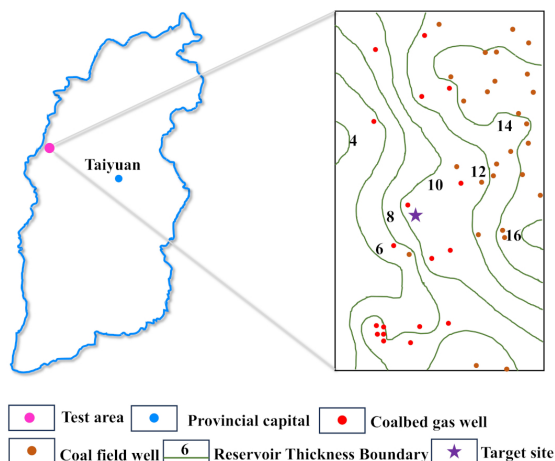 Taiyuan
4
14
12
10
8
16
6
Test area
Provincial capital
Coalbed gas well
Coal field well
6
Reservoir Thickness Boundary
Target site